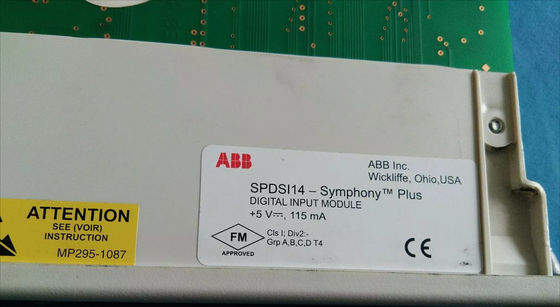 ABB
ABB Inc.
Wickliffe, Ohio,USA
SPDSI14 – Symphony™ Plus
DIGITAL INPUT MODULE
+5 V⎓, 115 mA
FM
APPROVED
Cls I; Div2:-
Grp A,B,C,D T4
CE
ATTENTION
SEE (VOIR)
INSTRUCTION
MP295-1087